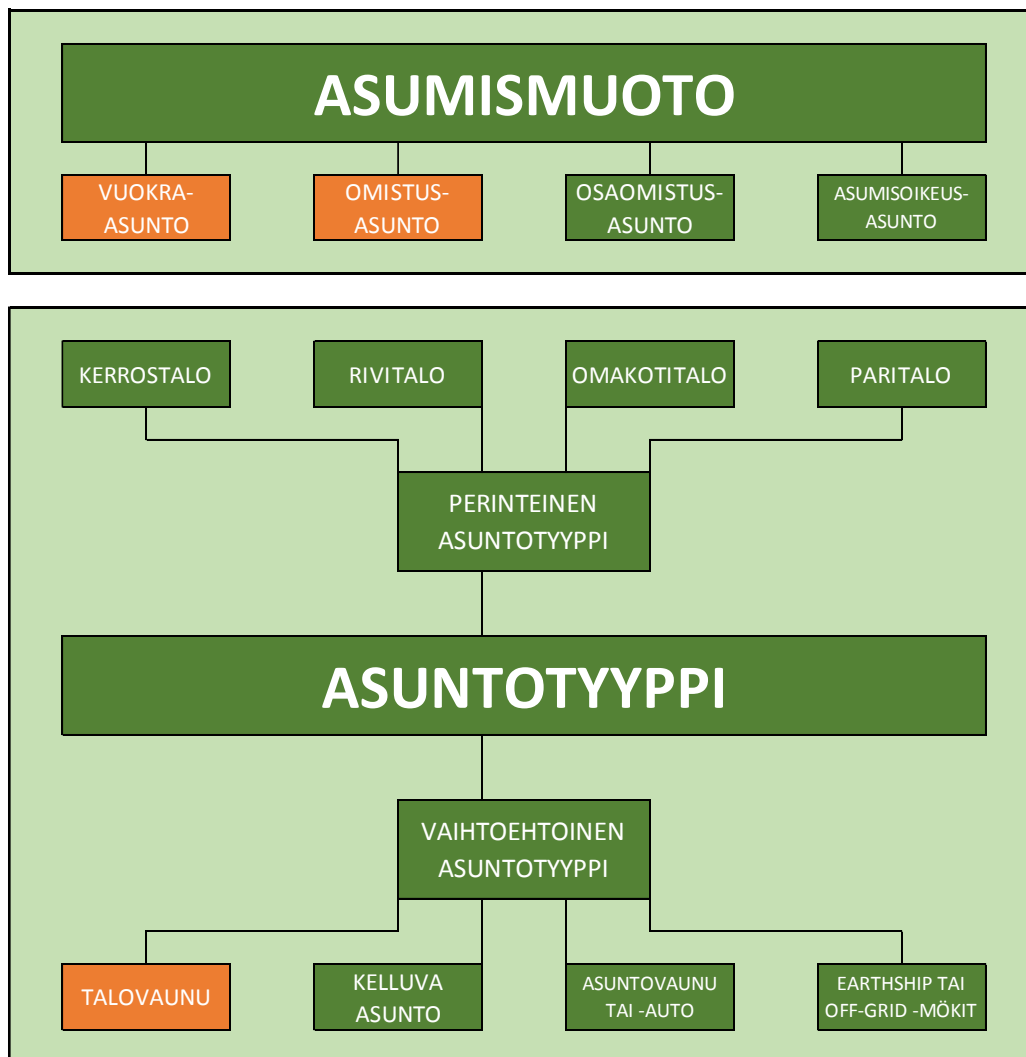 ASUMISMUOTO
VUOKRA-
ASUNTO
OMISTUS-
ASUNTO
OSAOMISTUS-
ASUNTO
ASUMISOIKEUS-
ASUNTO
KERROSTALO
RIVITALO
OMAKOTITALO
PARITALO
PERINTEINEN
ASUNTOTYYPPI
ASUNTOTYYPPI
VAIHTOEHTOINEN
ASUNTOTYYPPI
TALOVAUNU
KELLUVA
ASUNTO
ASUNTOVAUNU
TAI -AUTO
EARTHSHIP TAI
OFF-GRID -MÖKIT